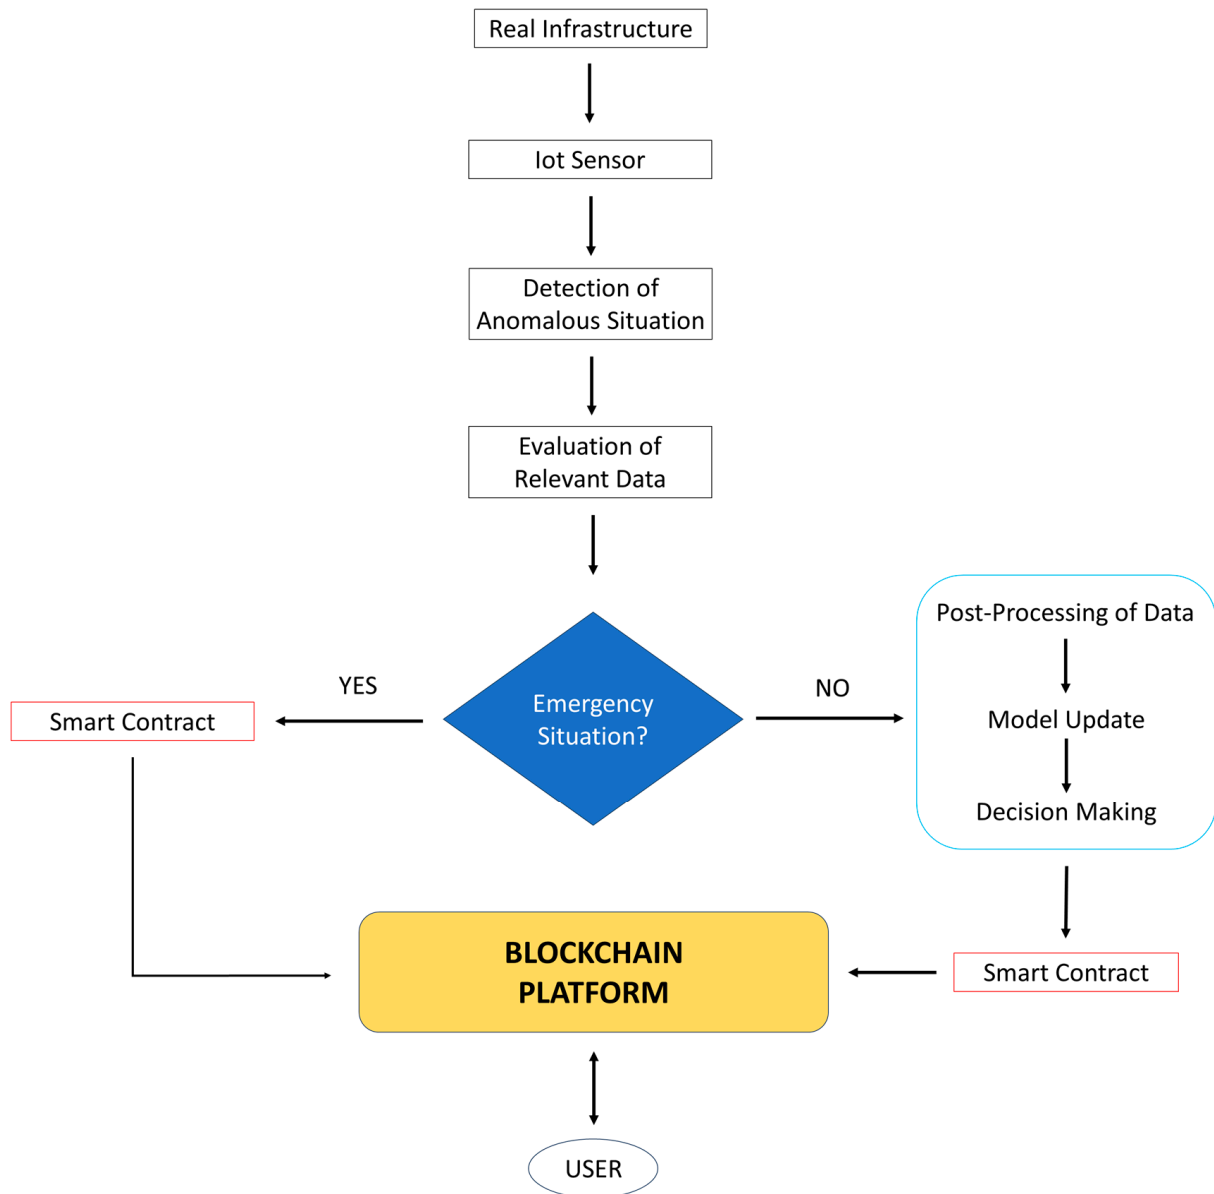 Real Infrastructure
Iot Sensor
Detection of
Anomalous Situation
Evaluation of
Relevant Data
YES
Emergency
Situation?
NO
Smart Contract
Post-Processing of Data
Model Update
Decision Making
BLOCKCHAIN
PLATFORM
Smart Contract
USER